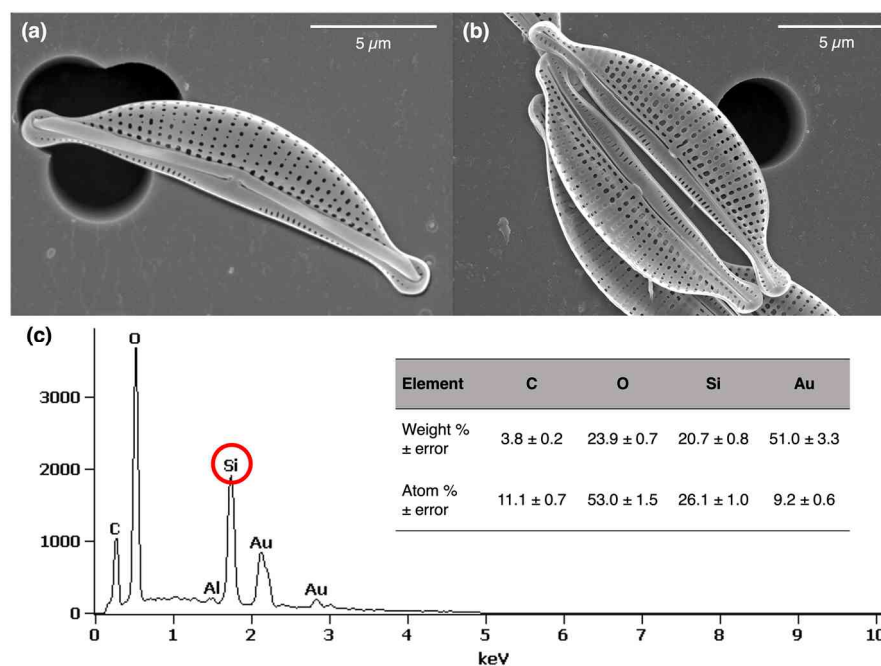 (a)
5 µm
(b)
5 µm
(c)
O
3000
2000
Si
1000
C
Al
Au
Au
0
0 1 2 3 4 5 6 7 8 9 10
keV
Element C O Si Au
Weight % ± error 3.8 ± 0.2 23.9 ± 0.7 20.7 ± 0.8 51.0 ± 3.3
Atom % ± error 11.1 ± 0.7 53.0 ± 1.5 26.1 ± 1.0 9.2 ± 0.6